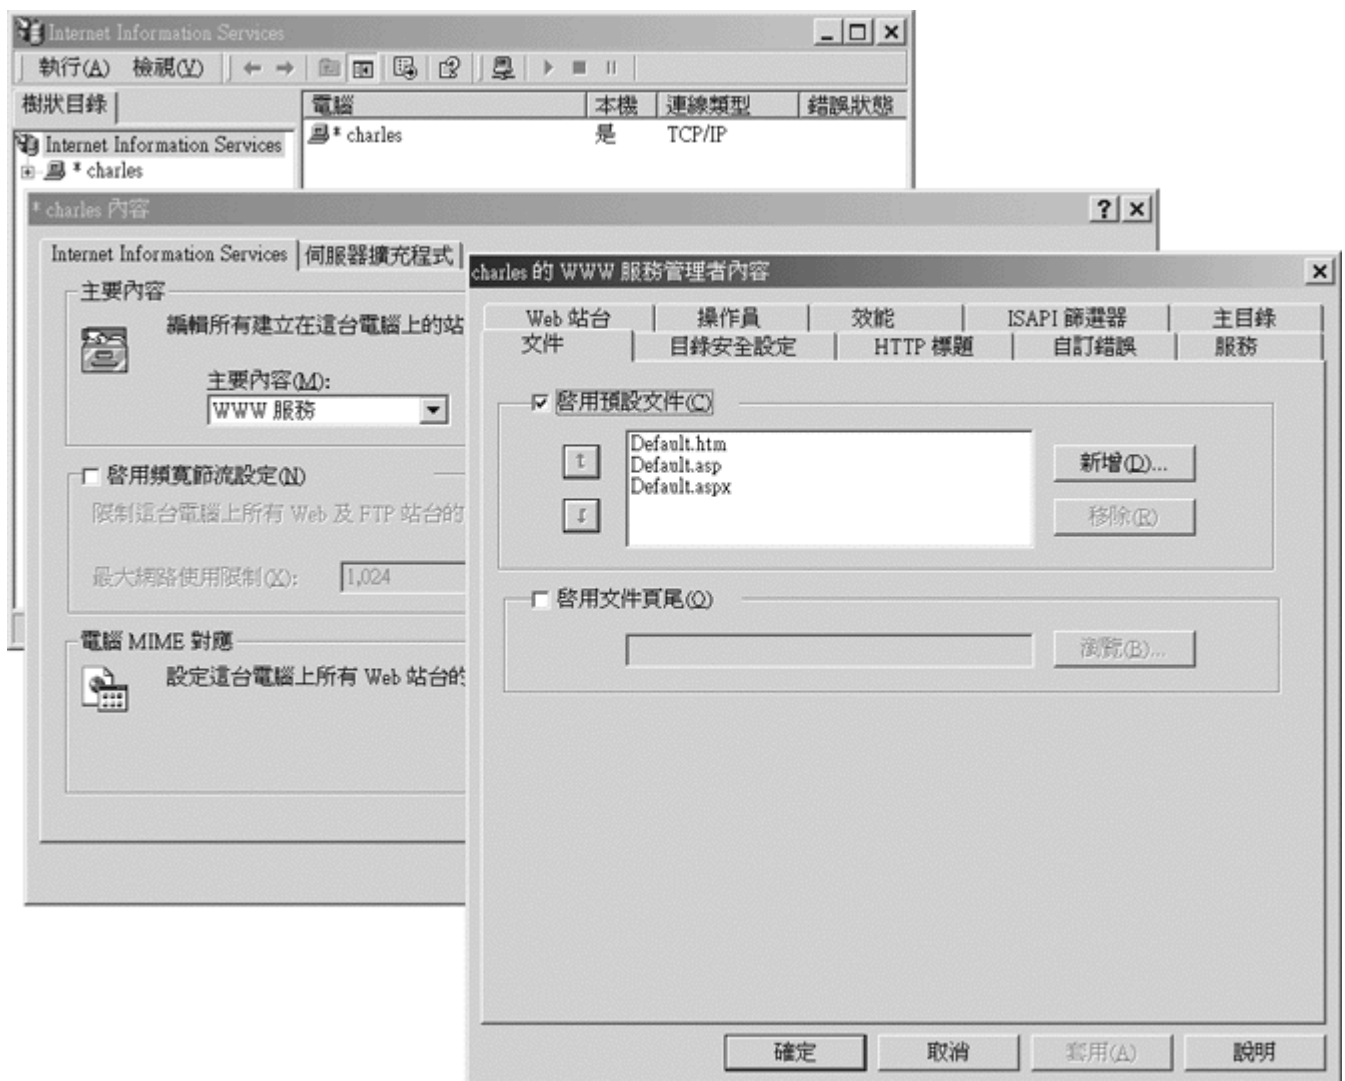 Internet Information Services
執行(A) 檢視(V)
樹狀目錄
電腦 本機 連線類型 錯誤狀態
Internet Information Services
* charles 是 TCP/IP
* charles
* charles 內容
Internet Information Services 伺服器擴充程式
主要內容
編輯所有建立在這台電腦上的站
主要內容(M):
WWW 服務
啓用頻寬節流設定(N)
限制這台電腦上所有 Web 及 FTP 站台的
最大網路使用限制(X): 1,024
電腦 MIME 對應
設定這台電腦上所有 Web 站台的
charles 的 WWW 服務管理者內容
Web 站台 操作員 效能 ISAPI 篩選器 主目錄
文件 目錄安全設定 HTTP 標題 自訂錯誤 服務
啓用預設文件(C)
Default.htm
Default.asp
Default.aspx
新增(D)...
移除(R)
啓用文件頁尾(O)
瀏覽(B)...
確定 取消 套用(A) 說明